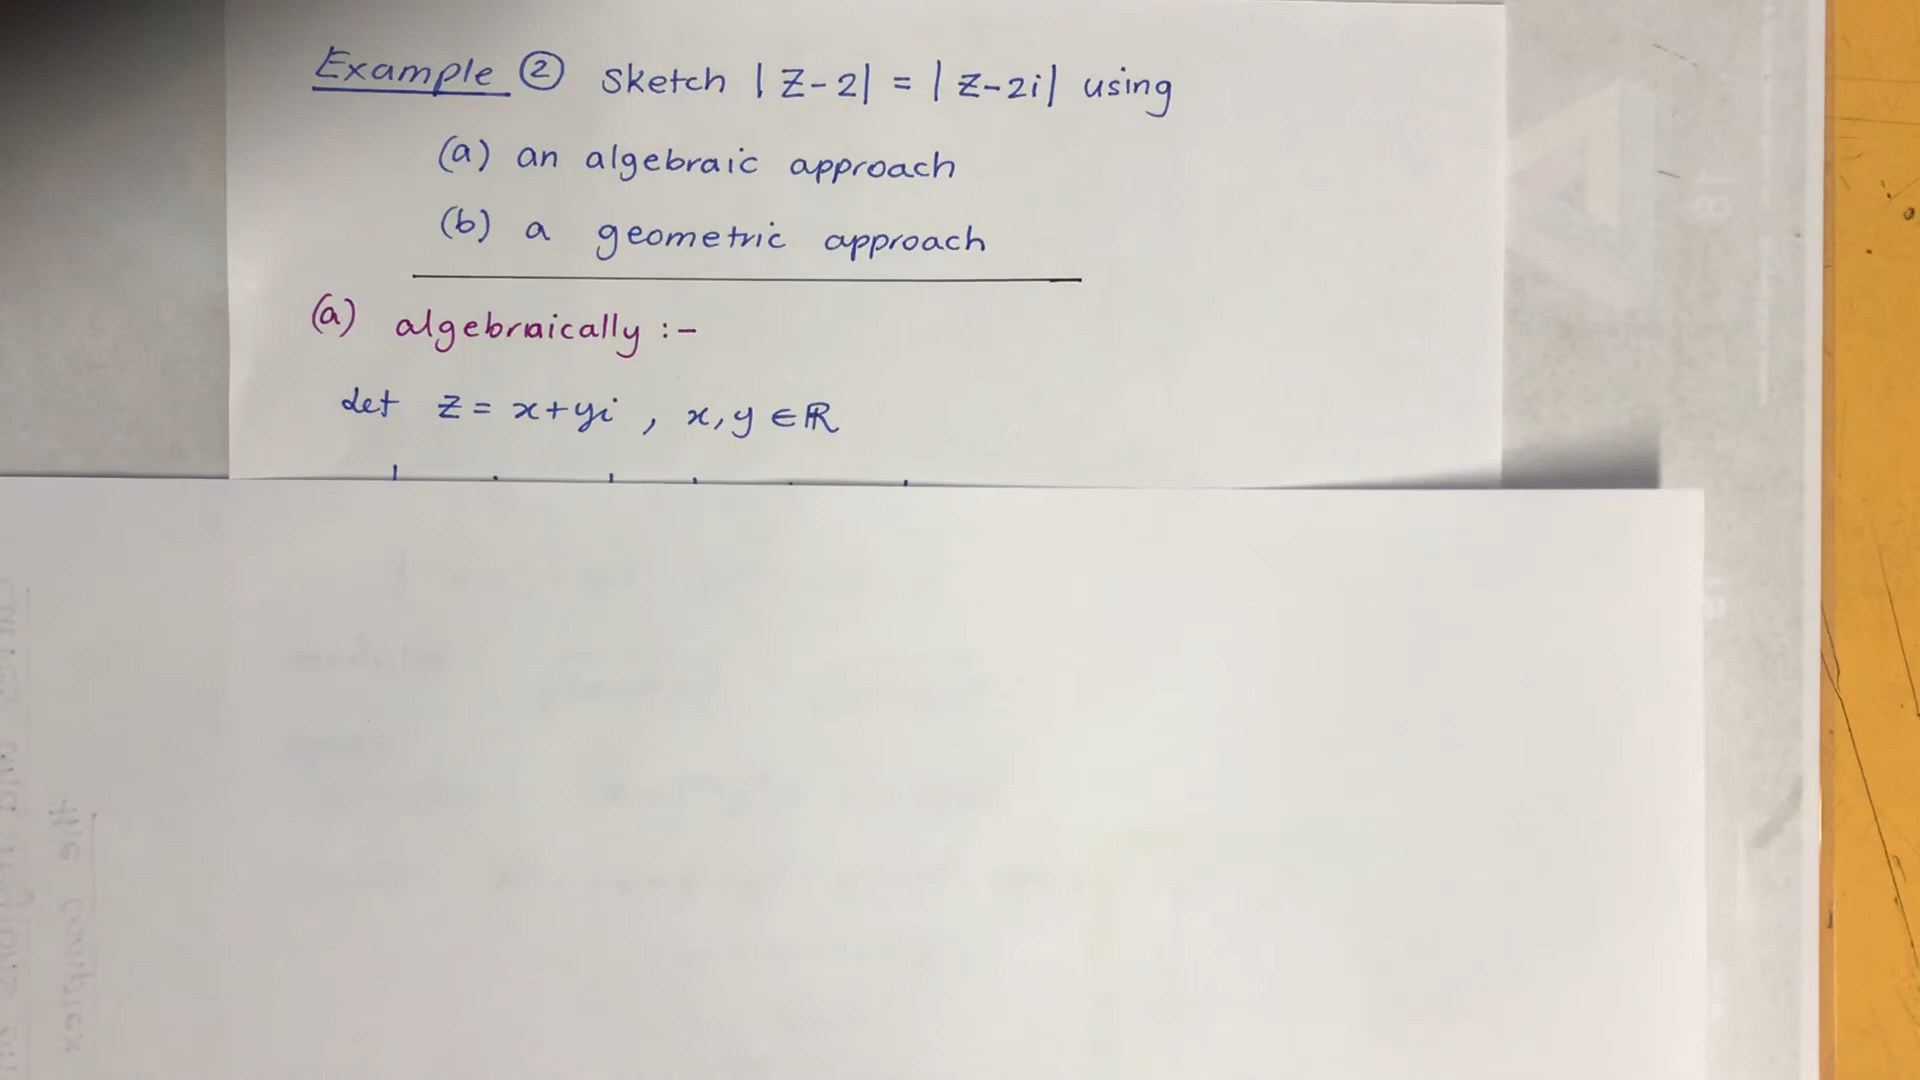 Example ② Sketch |z-2| = |z-2i| using
(a) an algebraic approach
(b) a geometric approach
(a) algebraically :-
Let z = x+yi , x,y ∈ ℝ